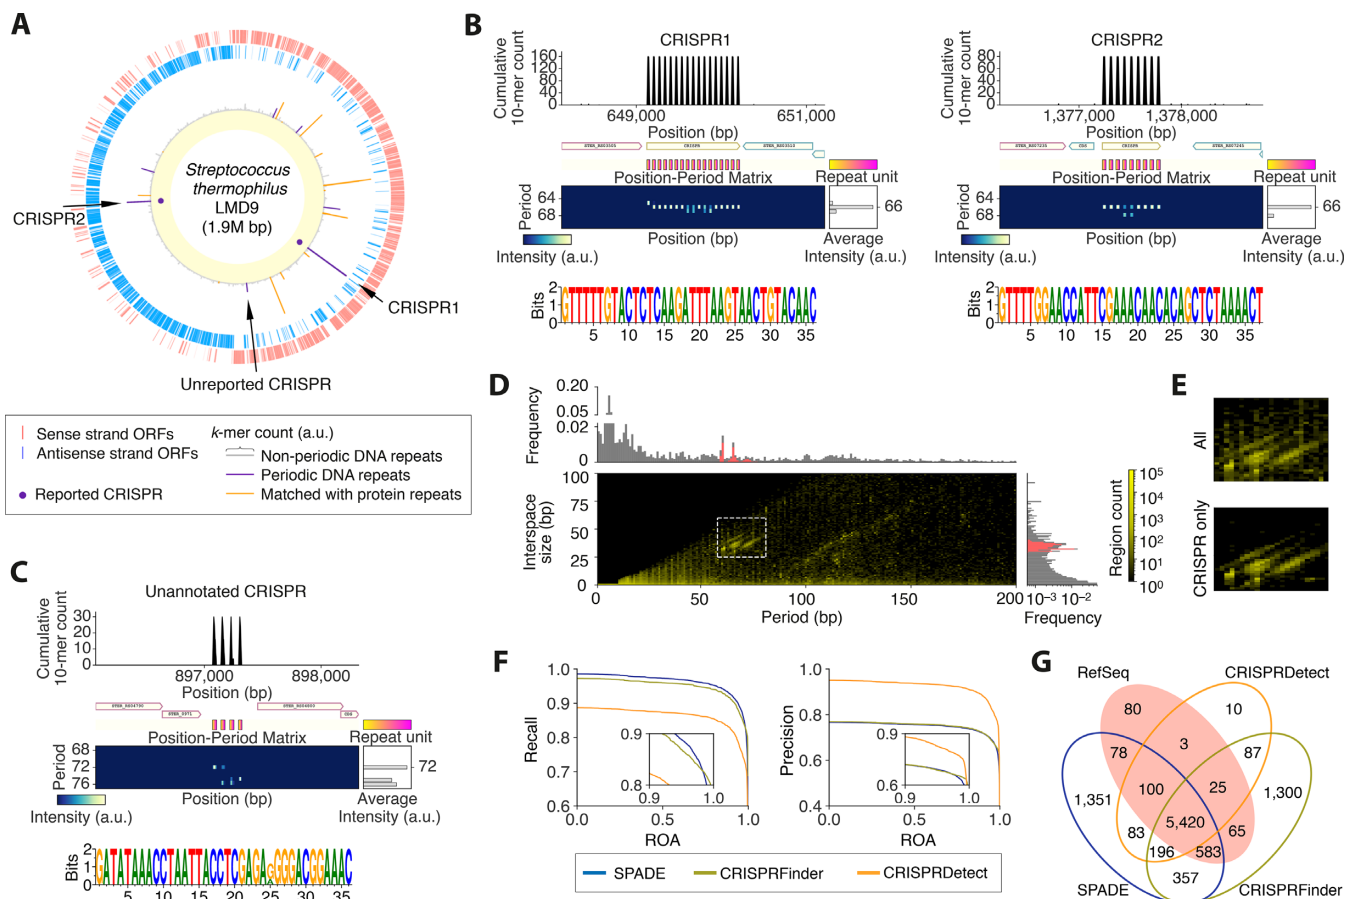 A
Streptococcus
thermophilus
LMD9
(1.9M bp)
CRISPR2
CRISPR1
Unreported CRISPR
Sense strand ORFs
Antisense strand ORFs
Reported CRISPR
k-mer count (a.u.)
Non-periodic DNA repeats
Periodic DNA repeats
Matched with protein repeats
B
CRISPR1
Cumulative
10-mer count
160
120
80
40
0
649,000
651,000
Position (bp)
CRISPR
Position-Period Matrix
Repeat unit
Period
64
68
66
Position (bp)
Intensity (a.u.)
Average
Intensity (a.u.)
Bits
2
1
0
GTTTTTGTACTCTCAAGATTTAAGTAACTGTACAAC
5 10 15 20 25 30 35
CRISPR2
Cumulative
10-mer count
80
60
40
20
0
1,377,000
1,378,000
Position (bp)
STER_RS07235
CDS
CRISPR
STER_RS07245
Position-Period Matrix
Repeat unit
Period
64
68
66
Position (bp)
Intensity (a.u.)
Average
Intensity (a.u.)
Bits
2
1
0
GTTTTGGAACCATTCGAAACAACACAGCTCTAAAACT
5 10 15 20 25 30 35
C
Unannotated CRISPR
Cumulative
10-mer count
30
20
10
0
897,000
898,000
Position (bp)
STER_RS04790
STER_0971
CDS
Position-Period Matrix
Repeat unit
Period
68
72
76
72
Position (bp)
Intensity (a.u.)
Average
Intensity (a.u.)
Bits
2
1
0
GATATAAACCTAATTACCTCGAGAGGGGACGGAAAC
5 10 15 20 25 30 35
D
Frequency
0.20
0.05
0.02
0
Interspace
size (bp)
100
75
50
25
0
0 50 100 150 200
Period (bp)
10⁻³ 10⁻²
Frequency
Region count
10⁵
10⁴
10³
10²
10¹
10⁰
E
All
CRISPR only
F
Recall
1.0
0.9
0.8
0.7
0.6
0.9
0.8
0.9 1.0
0.0 0.5 1.0
ROA
Precision
1.0
0.8
0.6
0.4
0.9
0.6
0.9 1.0
0.0 0.5 1.0
ROA
SPADE
CRISPRFinder
CRISPRDetect
G
RefSeq
CRISPRDetect
80
10
3
78
87
100
25
1,351
1,300
5,420
83
65
196
583
357
SPADE
CRISPRFinder